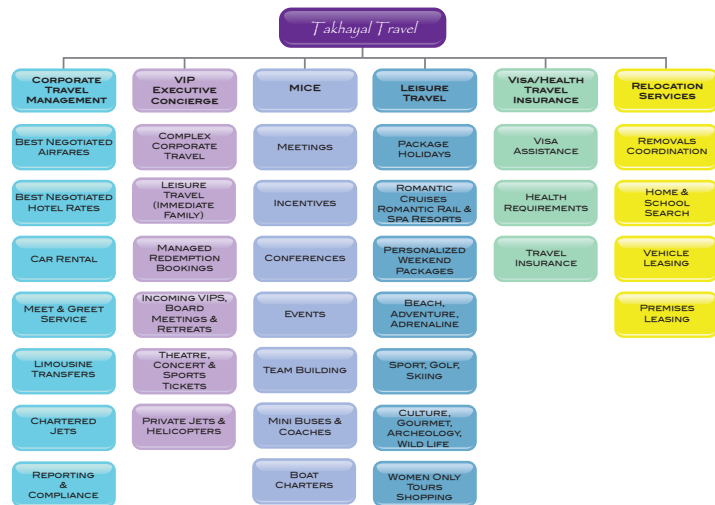 Takhayal Travel
CORPORATE
TRAVEL
MANAGEMENT
BEST NEGOTIATED
AIRFARES
BEST NEGOTIATED
HOTEL RATES
CAR RENTAL
MEET & GREET
SERVICE
LIMOUSINE
TRANSFERS
CHARTERED
JETS
REPORTING
&
COMPLIANCE
VIP
EXECUTIVE
CONCIERGE
COMPLEX
CORPORATE
TRAVEL
LEISURE
TRAVEL
(IMMEDIATE
FAMILY)
MANAGED
REDEMPTION
BOOKINGS
INCOMING VIPS,
BOARD
MEETINGS &
RETREATS
THEATRE,
CONCERT &
SPORTS
TICKETS
PRIVATE JETS &
HELICOPTERS
MICE
MEETINGS
INCENTIVES
CONFERENCES
EVENTS
TEAM BUILDING
MINI BUSES &
COACHES
BOAT
CHARTERS
LEISURE
TRAVEL
PACKAGE
HOLIDAYS
ROMANTIC
CRUISES
ROMANTIC RAIL &
SPA RESORTS
PERSONALIZED
WEEKEND
PACKAGES
BEACH,
ADVENTURE,
ADRENALINE
SPORT, GOLF,
SKIING
CULTURE,
GOURMET,
ARCHEOLOGY,
WILD LIFE
WOMEN ONLY
TOURS
SHOPPING
VISA/HEALTH
TRAVEL
INSURANCE
VISA
ASSISTANCE
HEALTH
REQUIREMENTS
TRAVEL
INSURANCE
RELOCATION
SERVICES
REMOVALS
COORDINATION
HOME &
SCHOOL
SEARCH
VEHICLE
LEASING
PREMISES
LEASING